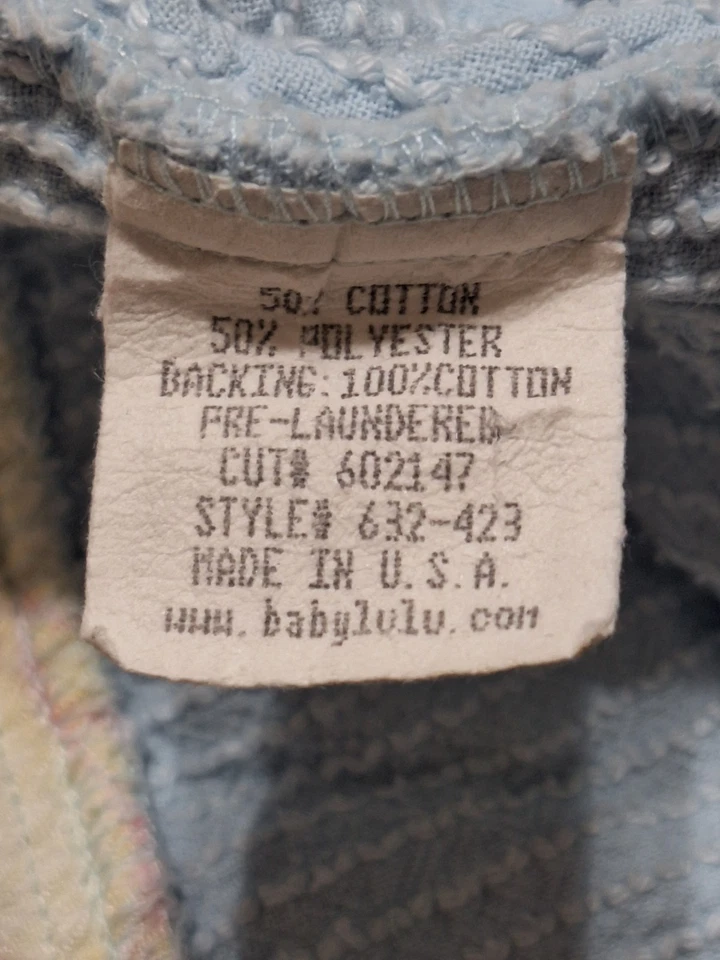 50% COTTON
50% POLYESTER
BACKING:100%COTTON
PRE-LAUNDERED
CUT# 602147
STYLE# 632-423
MADE IN U.S.A.
www.babylulu.com